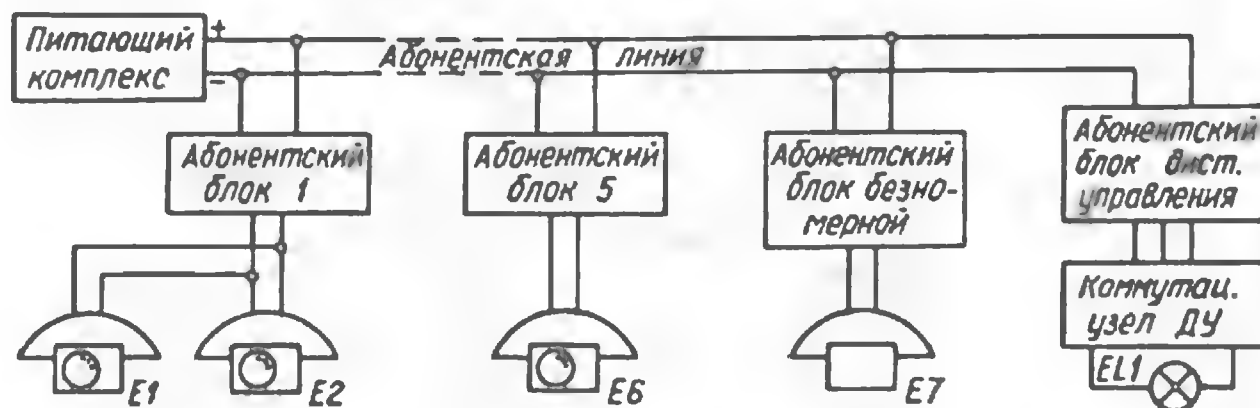 Питающий
комплекс
+
-
Абонентская линия
Абонентский
блок 1
Абонентский
блок 5
Абонентский
блок безно-
мерной
Абонентский
блок дист.
управления
Коммутац.
узел ДУ
E1
E2
E6
E7
EL1